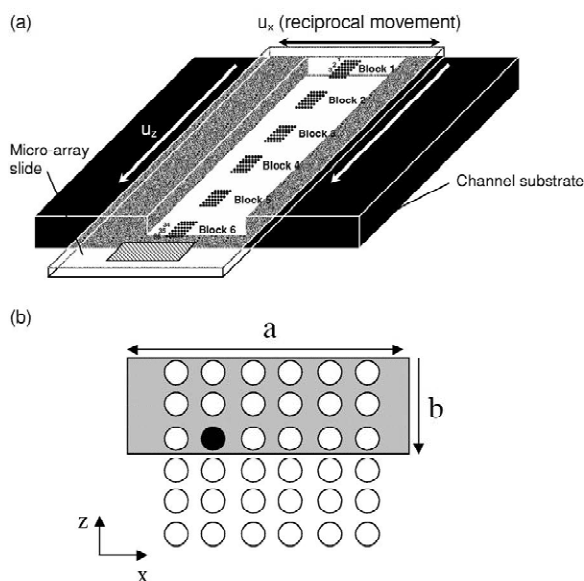 (a)
u_x (reciprocal movement)
Block 1
Block 2
u_z
Block 3
Micro-array
slide
Block 4
Channel substrate
Block 5
Block 6
(b)
a
b
z
x